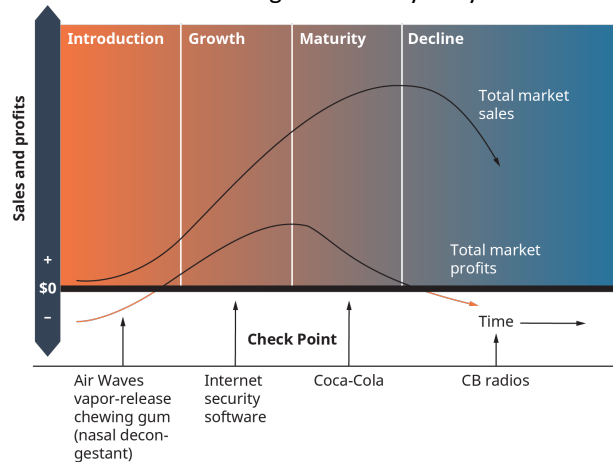 Introduction
Growth
Maturity
Decline
Total market
sales
Sales and profits
Total market
profits
+
$0
–
Time
Check Point
Air Waves
vapor-release
chewing gum
(nasal decon-
gestant)
Internet
security
software
Coca-Cola
CB radios